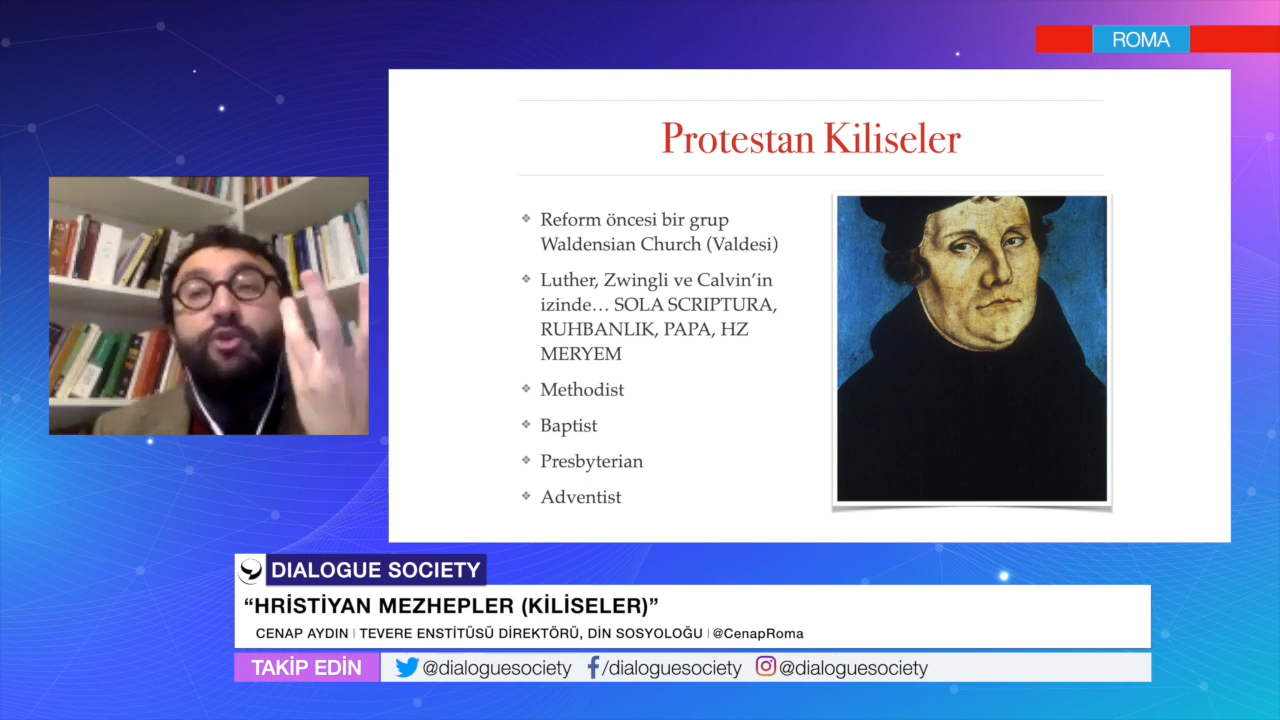 ROMA
Protestan Kiliseler
Reform öncesi bir grup
Waldensian Church (Valdesi)
Luther, Zwingli ve Calvin’in
izinde… SOLA SCRIPTURA,
RUHBANLIK, PAPA, HZ
MERYEM
Methodist
Baptist
Presbyterian
Adventist
DIALOGUE SOCIETY
“HRİSTİYAN MEZHEPLER (KİLİSELER)”
CENAP AYDIN | TEVERE ENSTİTÜSÜ DİREKTÖRÜ, DİN SOSYOLOĞU | @CenapRoma
TAKİP EDİN @dialoguesociety /dialoguesociety @dialoguesociety